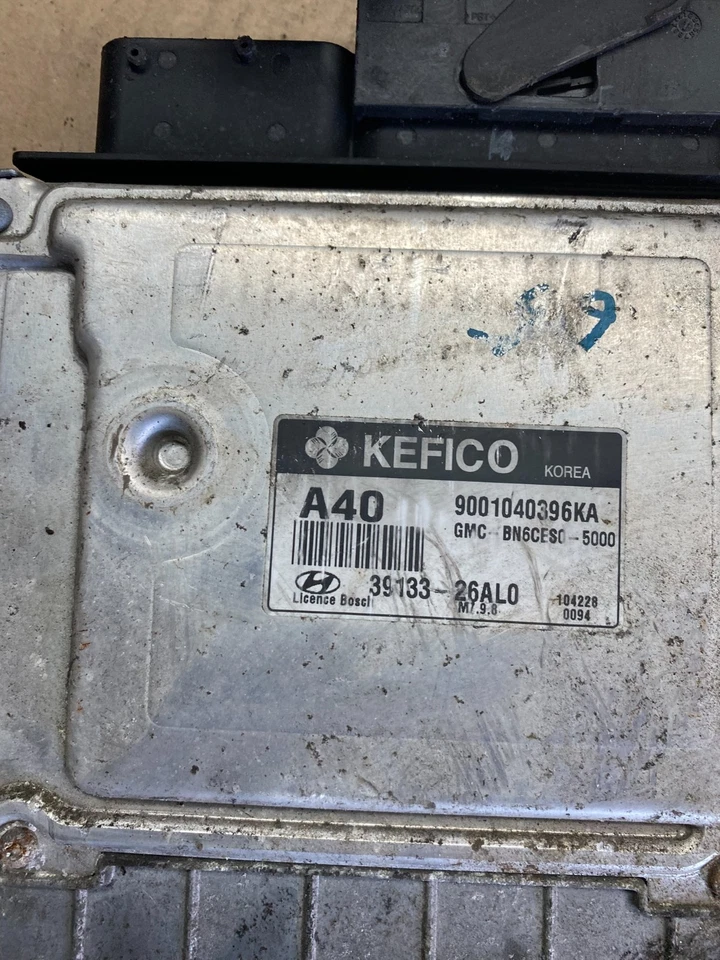 KEFICO KOREA
A40 9001040396KA
GMC-BN6CES0-5000
39133-26AL0
Licence Bosch M7.9.8 104228
0094